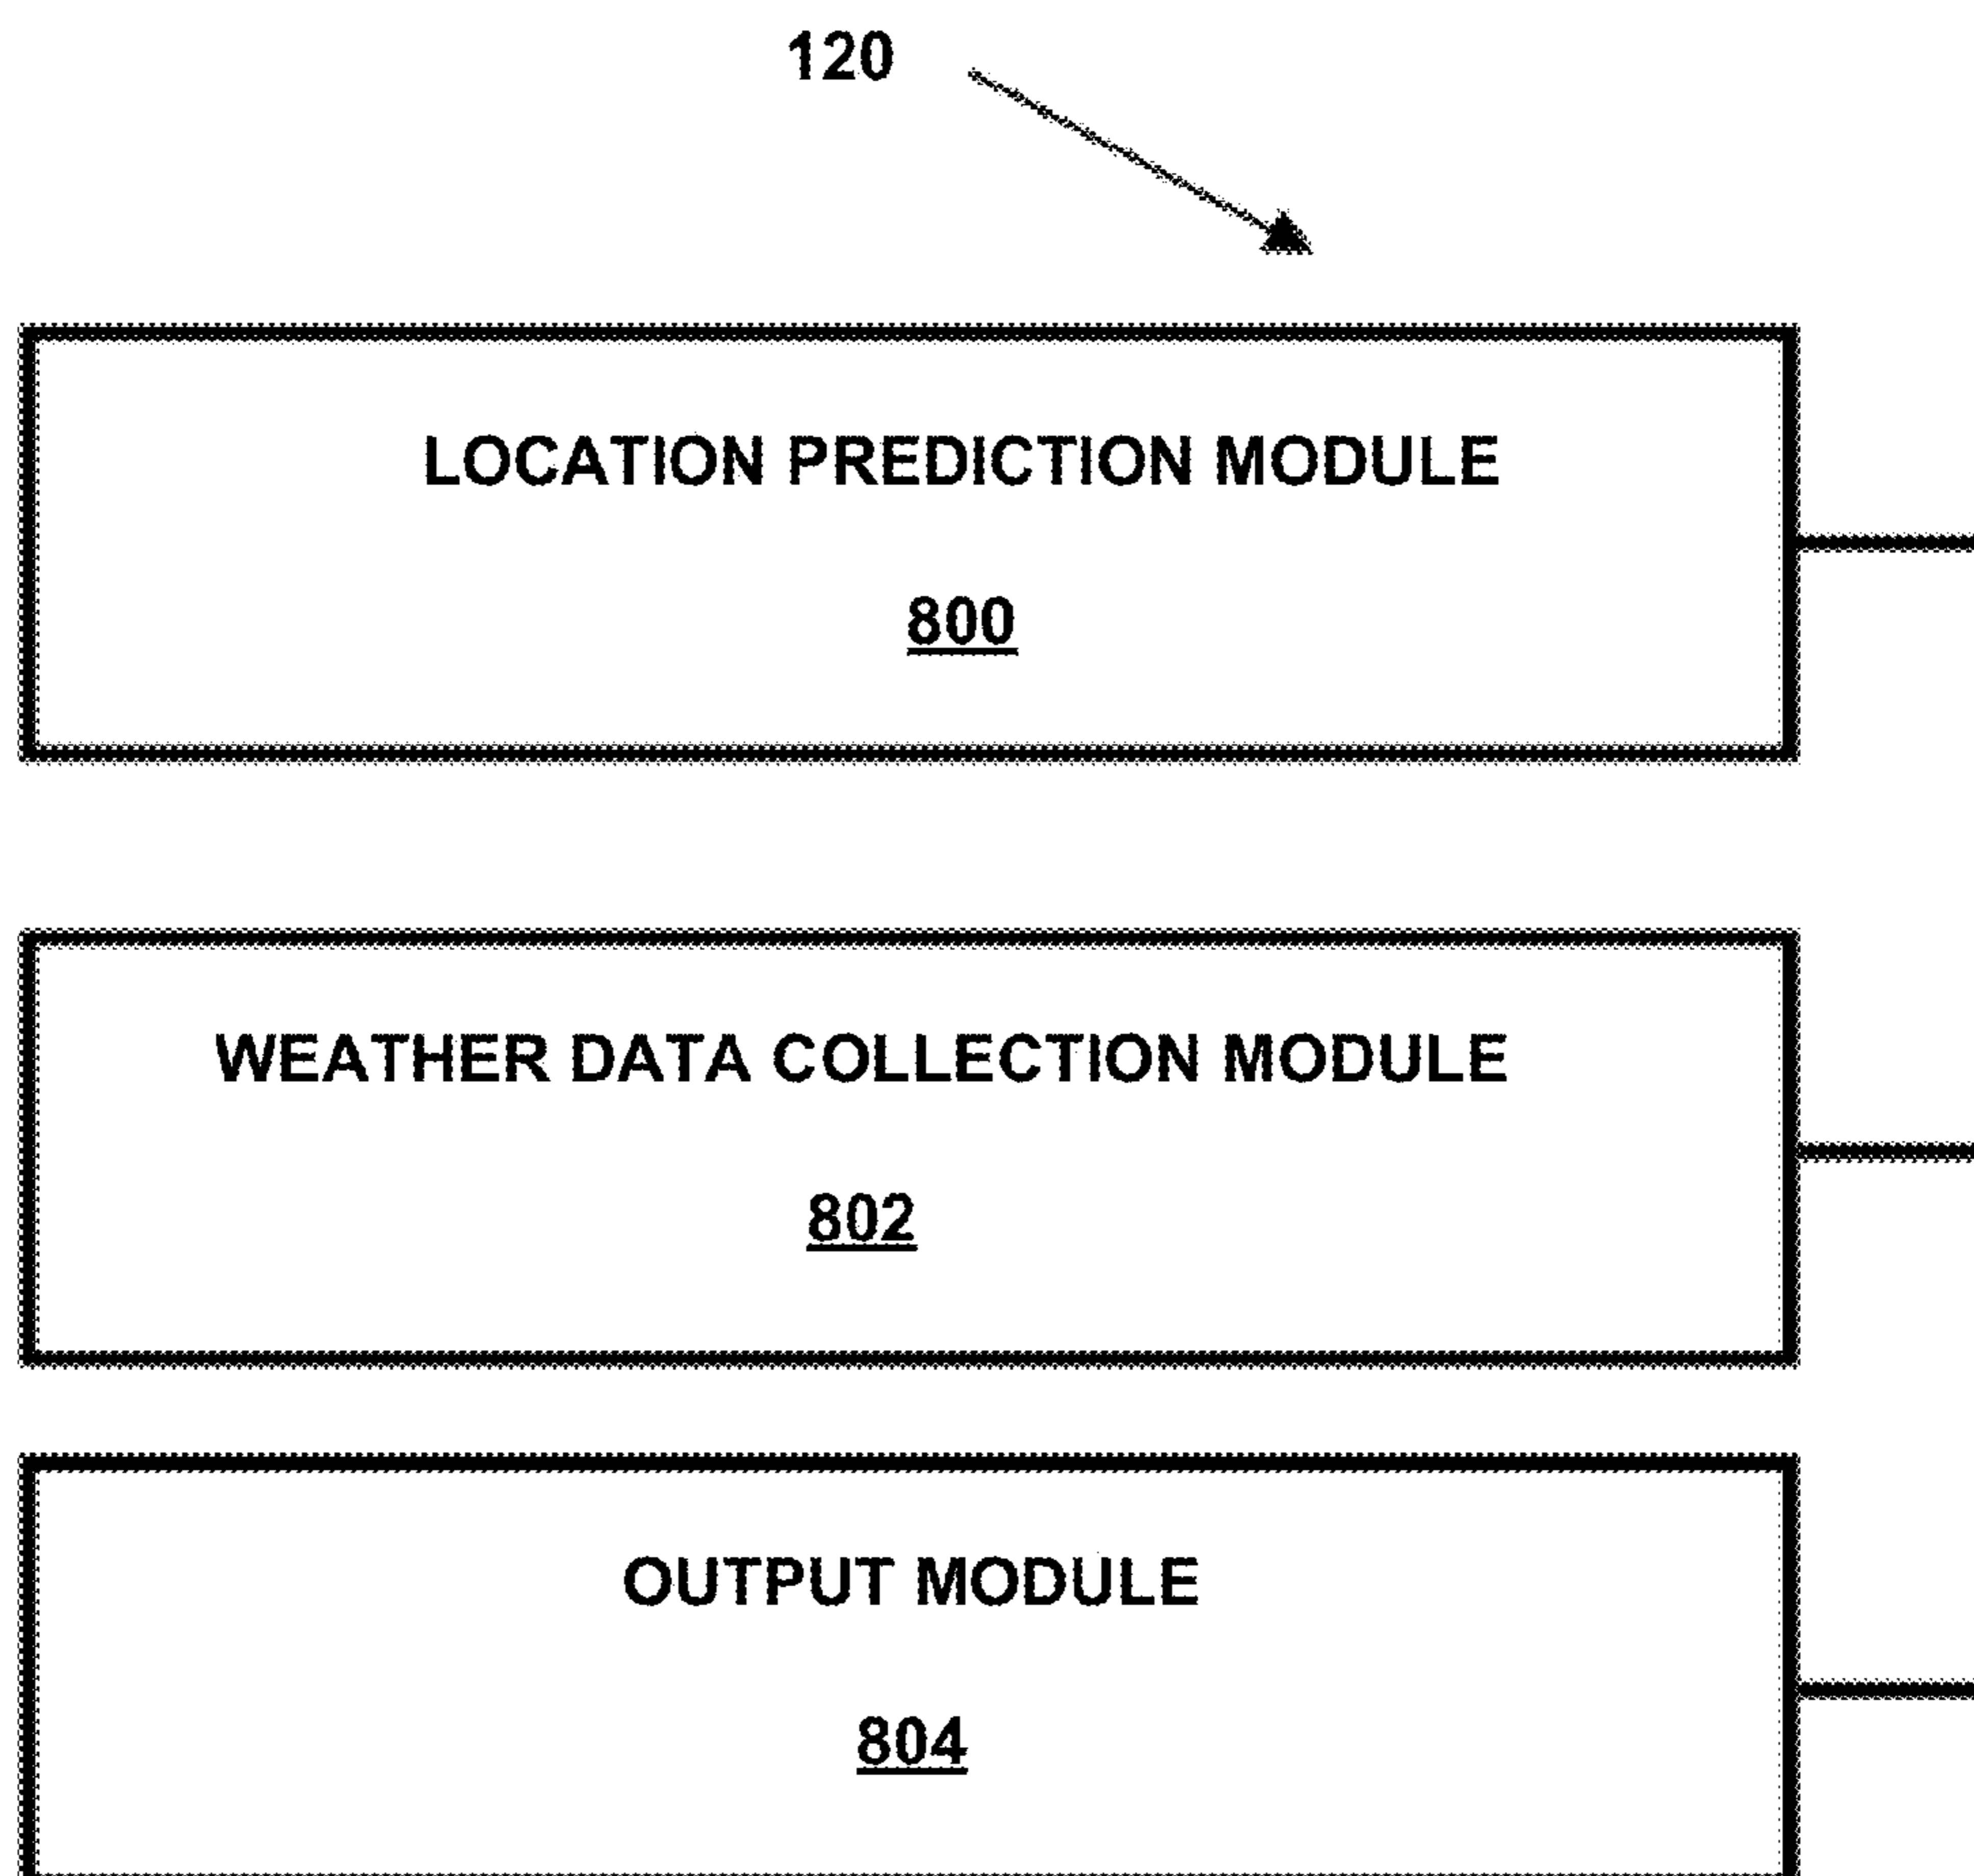 120
LOCATION PREDICTION MODULE
800
WEATHER DATA COLLECTION MODULE
802
OUTPUT MODULE
804